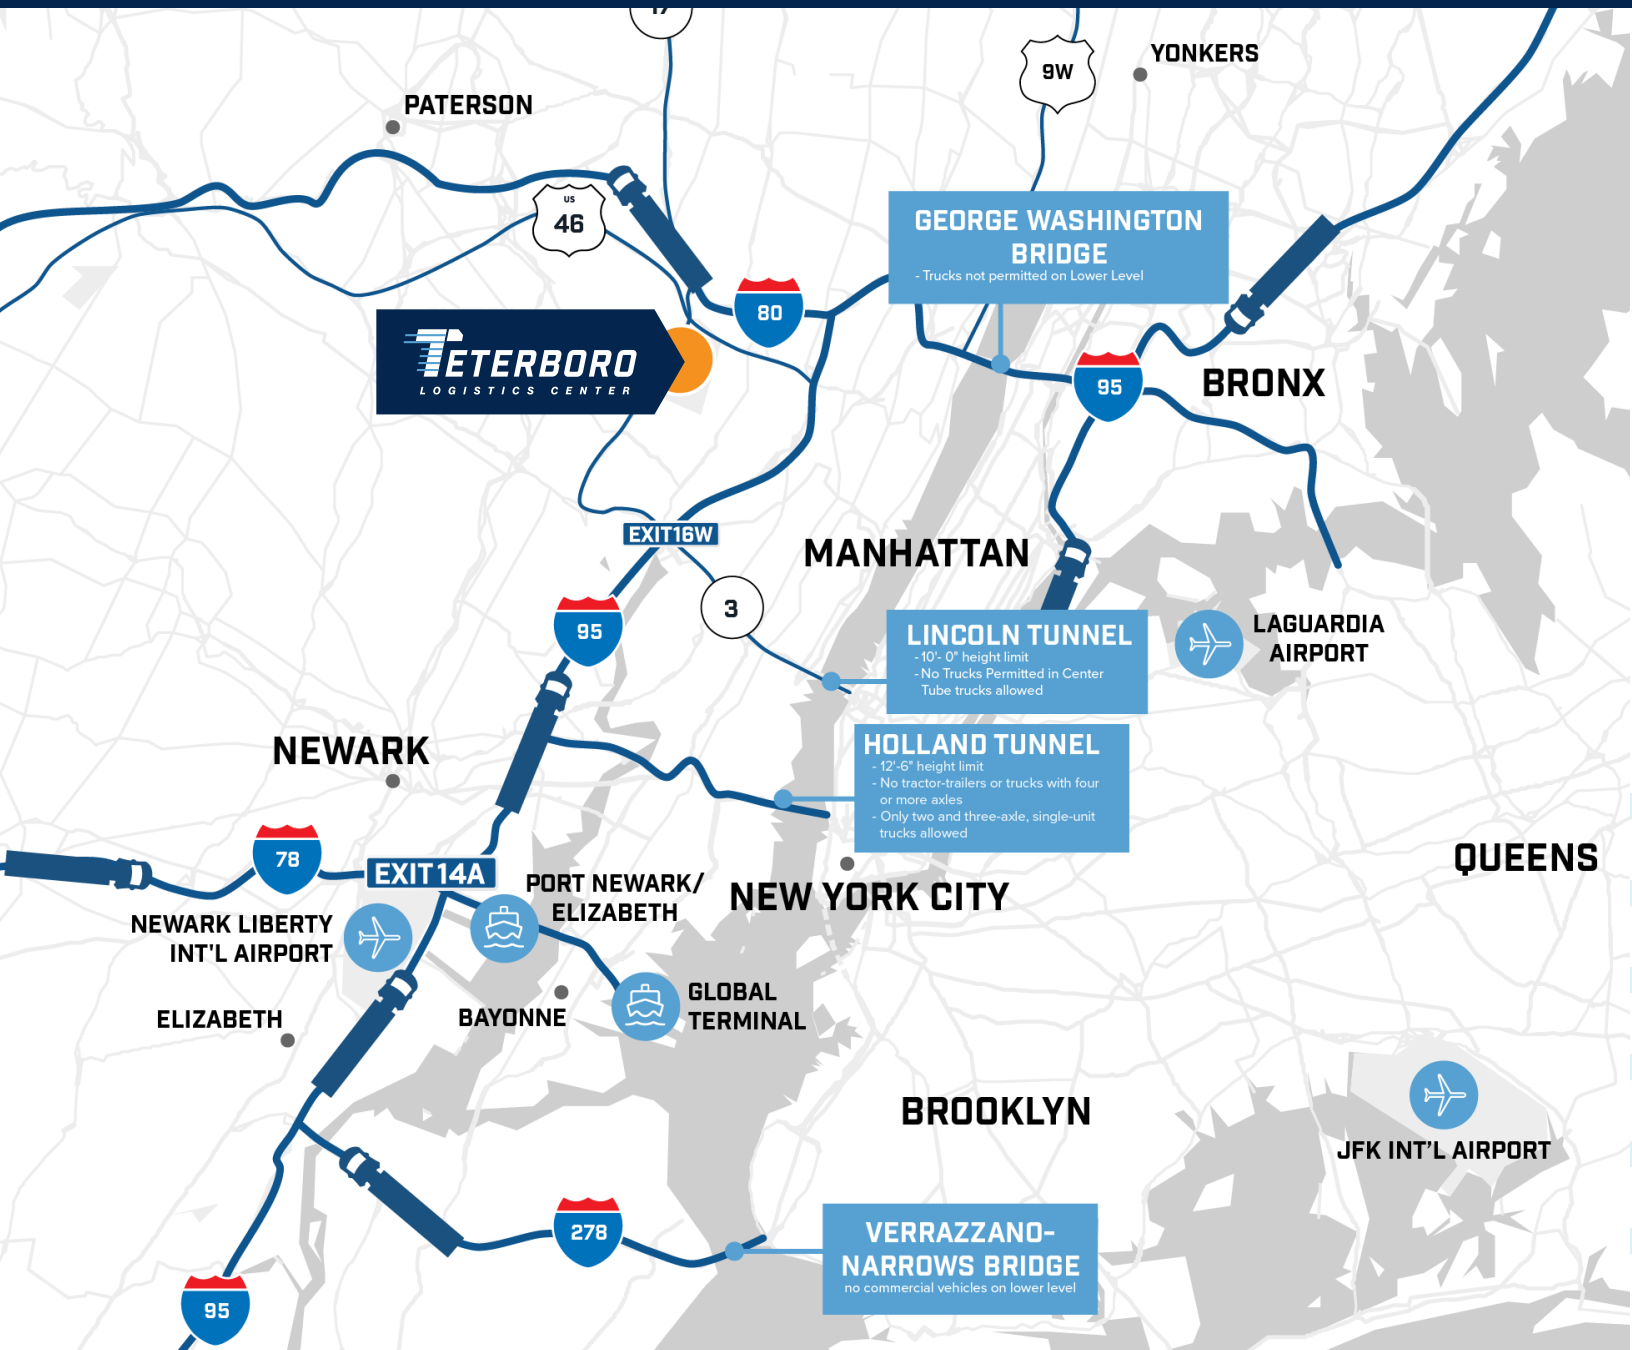 17
9W
YONKERS
PATERSON
US
46
GEORGE WASHINGTON
BRIDGE
- Trucks not permitted on Lower Level
80
TETERBORO
LOGISTICS CENTER
95
BRONX
EXIT16W
MANHATTAN
3
95
LINCOLN TUNNEL
- 10'- 0" height limit
- No Trucks Permitted in Center
Tube trucks allowed
LAGUARDIA
AIRPORT
HOLLAND TUNNEL
- 12'-6" height limit
- No tractor-trailers or trucks with four
or more axles
- Only two and three-axle, single-unit
trucks allowed
NEWARK
78
EXIT 14A
QUEENS
PORT NEWARK/
ELIZABETH
NEW YORK CITY
NEWARK LIBERTY
INT'L AIRPORT
GLOBAL
TERMINAL
BAYONNE
ELIZABETH
BROOKLYN
JFK INT'L AIRPORT
278
VERRAZZANO-
NARROWS BRIDGE
no commercial vehicles on lower level
95